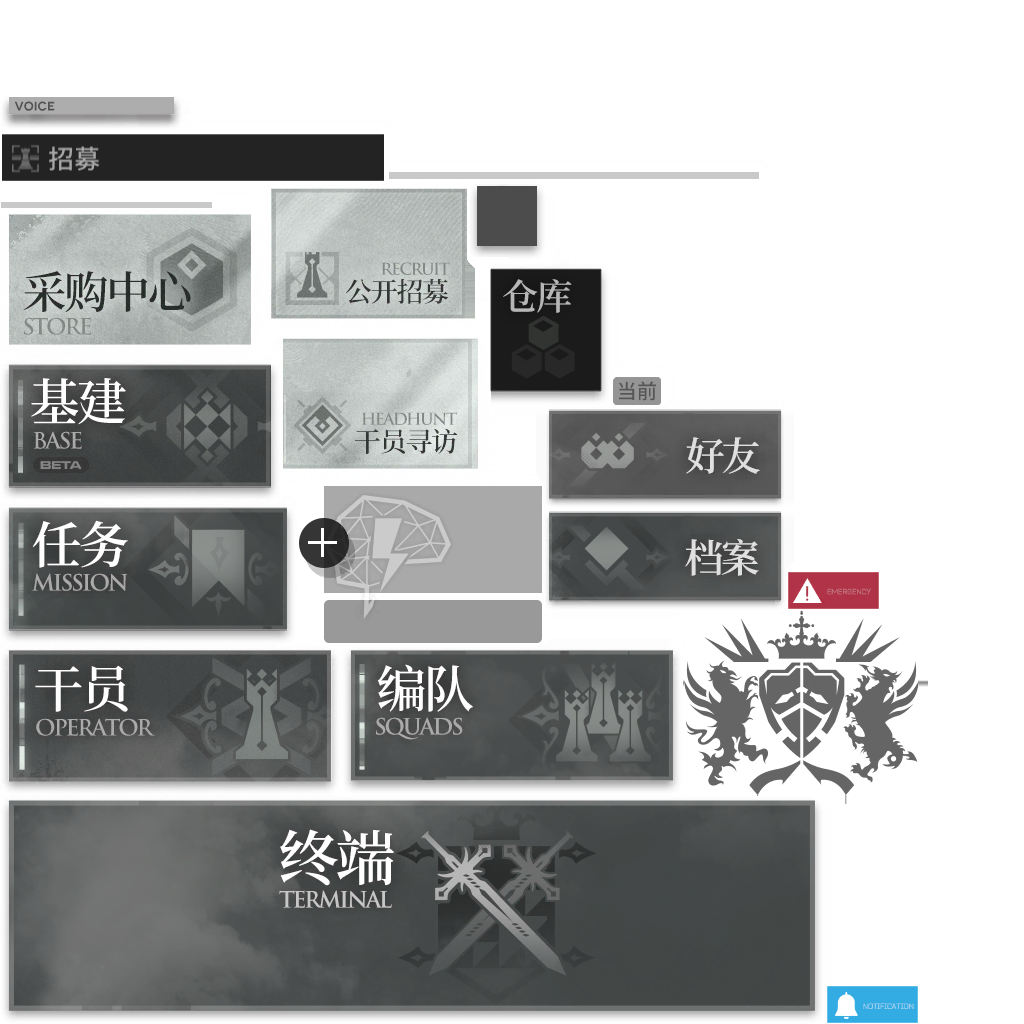 VOICE
招募
采购中心
STORE
RECRUIT
公开招募
仓库
基建
BASE
BETA
HEADHUNT
干员寻访
当前
好友
任务
MISSION
档案
EMERGENCY
干员
OPERATOR
编队
SQUADS
终端
TERMINAL
NOTIFICATION